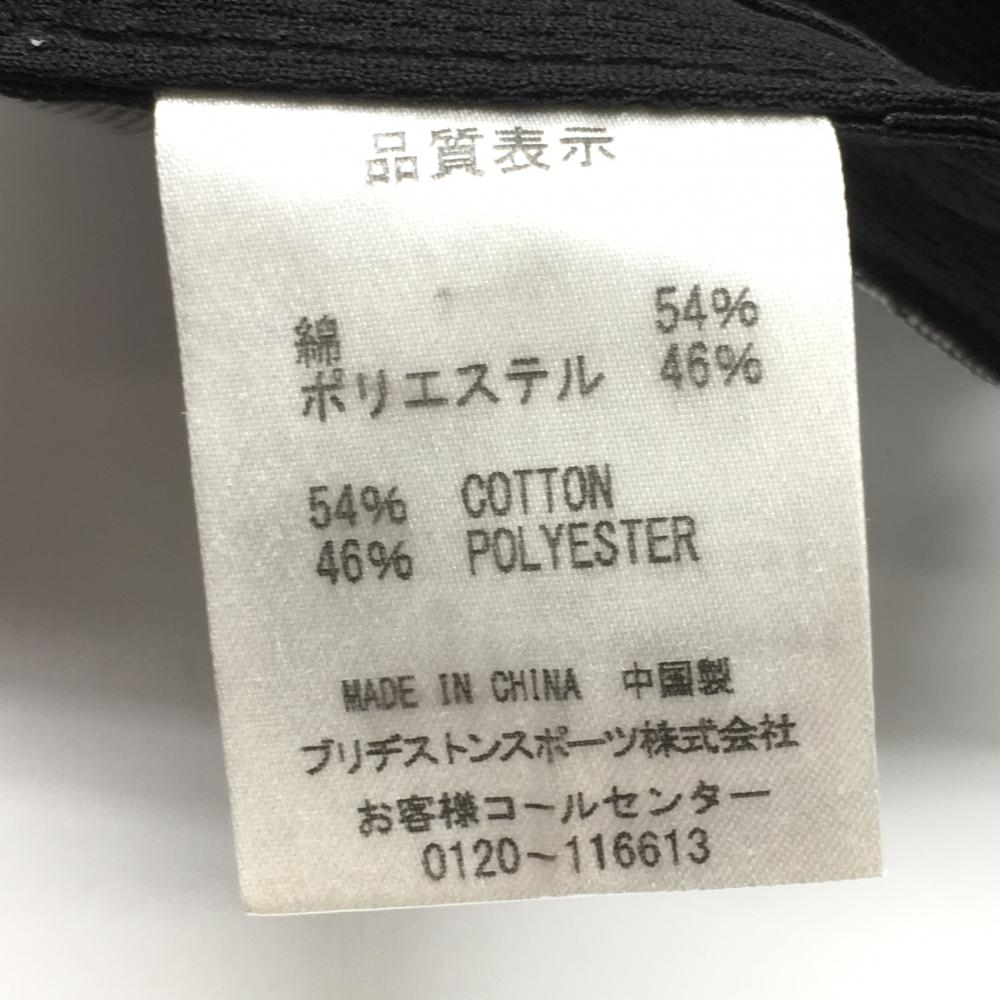 品質表示
綿 54%
ポリエステル 46%
54% COTTON
46% POLYESTER
MADE IN CHINA 中国製
ブリヂストンスポーツ株式会社
お客様コールセンター
0120~116613